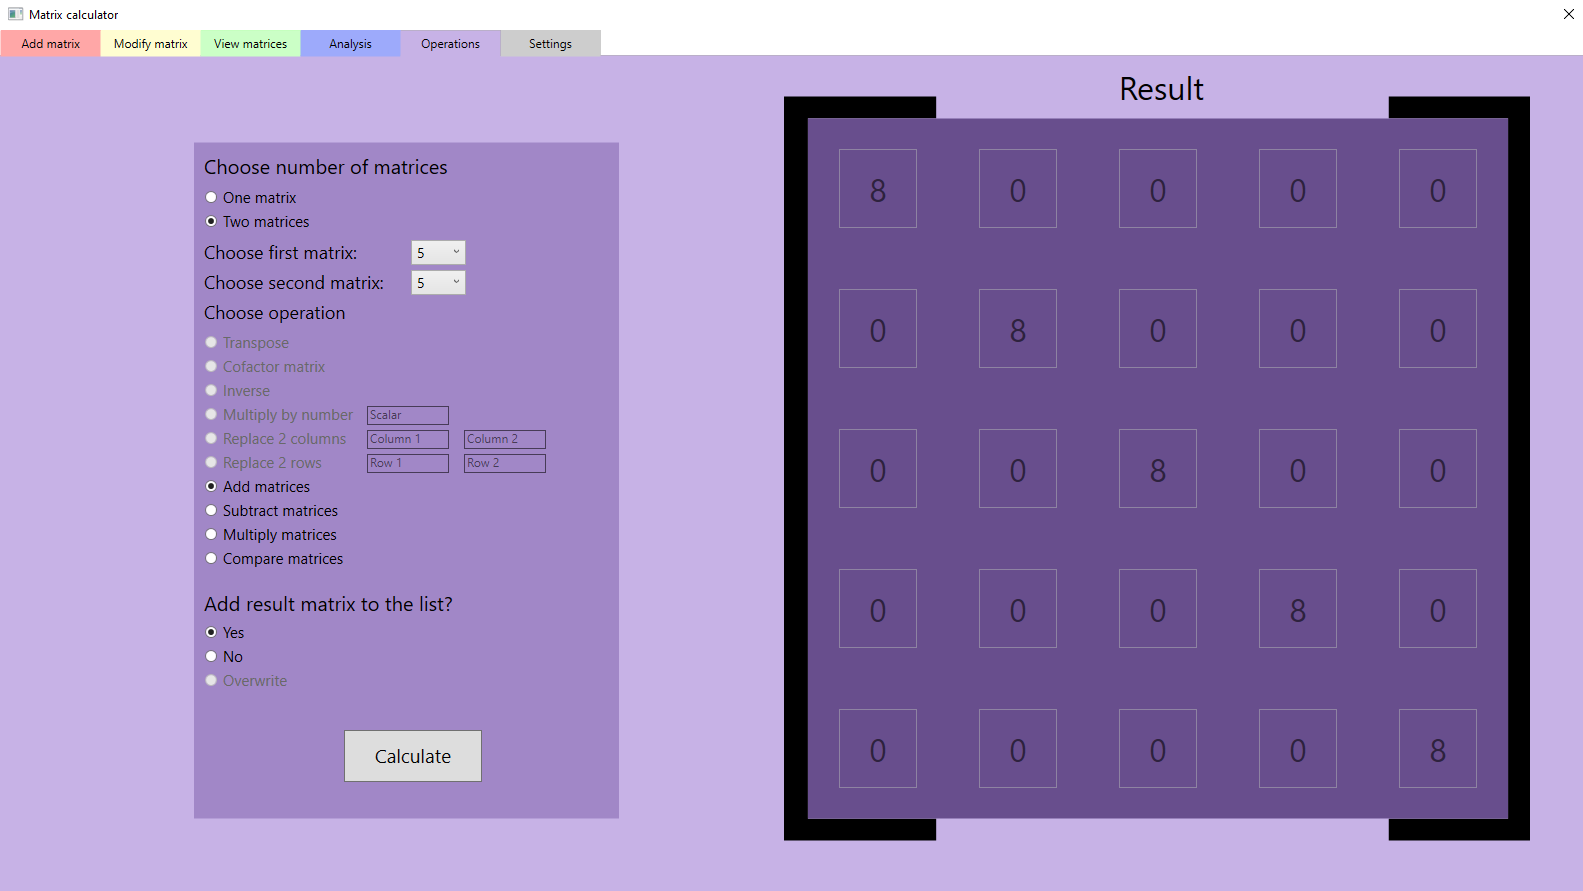 Matrix calculator
Add matrix Modify matrix View matrices Analysis Operations Settings
Choose number of matrices
One matrix
Two matrices
Choose first matrix: 5
Choose second matrix: 5
Choose operation
Transpose
Cofactor matrix
Inverse
Multiply by number Scalar
Replace 2 columns Column 1 Column 2
Replace 2 rows Row 1 Row 2
Add matrices
Subtract matrices
Multiply matrices
Compare matrices
Add result matrix to the list?
Yes
No
Overwrite
Calculate
Result
8 0 0 0 0
0 8 0 0 0
0 0 8 0 0
0 0 0 8 0
0 0 0 0 8